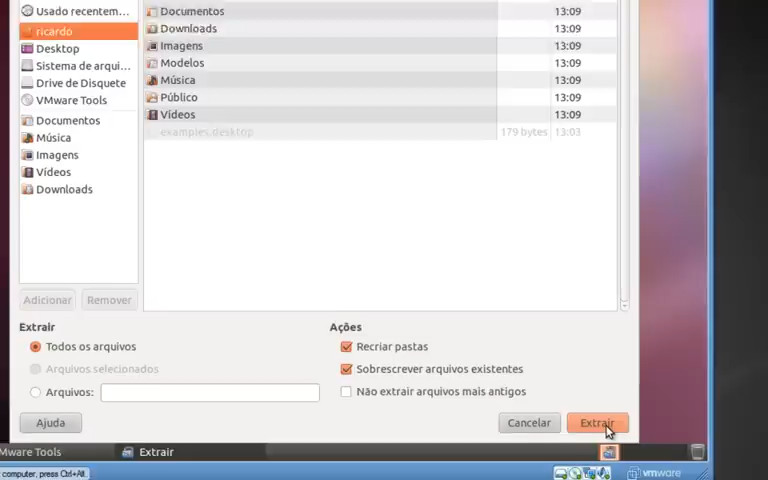 Usado recentem...
ricardo
Desktop
Sistema de arqui...
Drive de Disquete
VMware Tools
Documentos
Música
Imagens
Vídeos
Downloads
Documentos 13:09
Downloads 13:09
Imagens 13:09
Modelos 13:09
Música 13:09
Público 13:09
Vídeos 13:09
examples.desktop 179 bytes 13:03
Adicionar Remover
Extrair
Todos os arquivos
Arquivos selecionados
Arquivos:
Ações
Recriar pastas
Sobrescrever arquivos existentes
Não extrair arquivos mais antigos
Ajuda Cancelar Extrair
Mware Tools Extrair
computer, press Ctrl+Alt. vmware